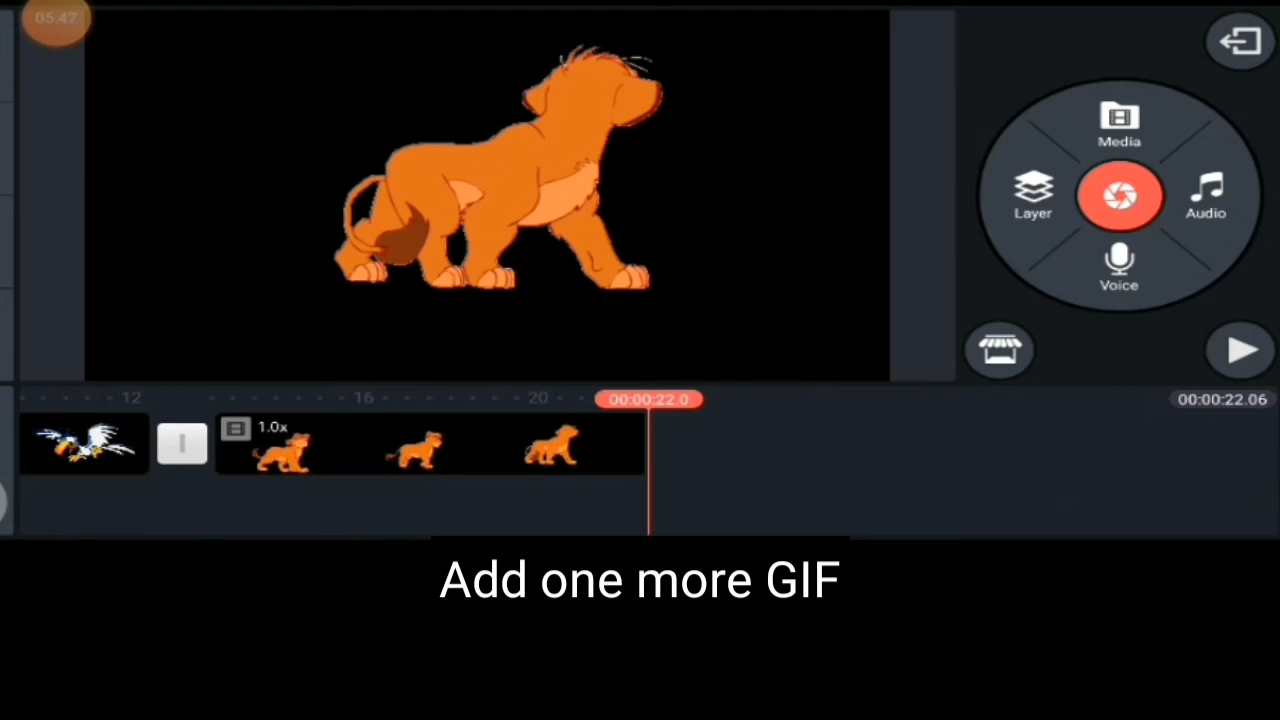 05:47
Media
Layer
Audio
Voice
12
16
20
00:00:22.0
00:00:22.06
1.0x
Add one more GIF